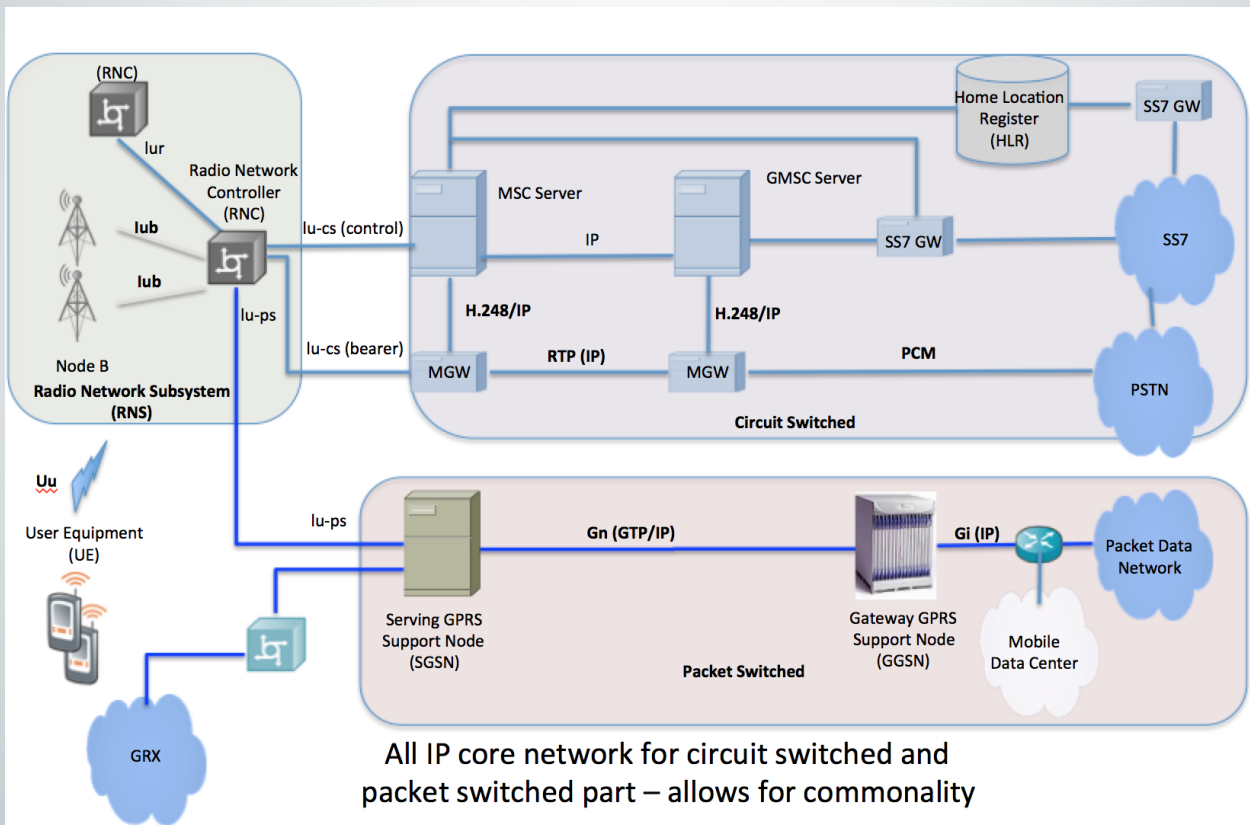 (RNC)
Iur
Radio Network
Controller
(RNC)
Iub
Iub
Iu-ps
Node B
Radio Network Subsystem
(RNS)
Iu-cs (control)
Iu-cs (bearer)
MSC Server
IP
GMSC Server
Home Location
Register
(HLR)
SS7 GW
SS7 GW
SS7
H.248/IP
H.248/IP
MGW
RTP (IP)
MGW
PCM
PSTN
Circuit Switched
Uu
User Equipment
(UE)
Iu-ps
Serving GPRS
Support Node
(SGSN)
Gn (GTP/IP)
Gateway GPRS
Support Node
(GGSN)
Gi (IP)
Packet Data
Network
Mobile
Data Center
Packet Switched
GRX
All IP core network for circuit switched and
packet switched part – allows for commonality